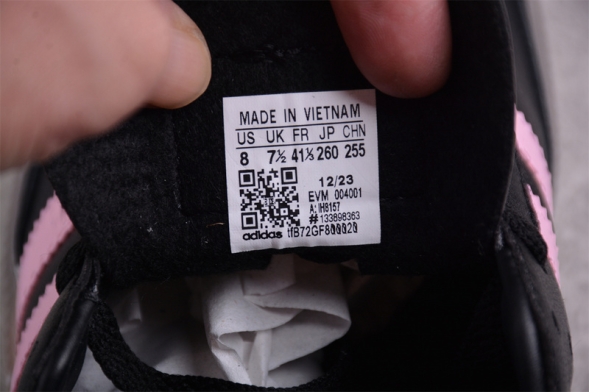 MADE IN VIETNAM
US UK FR JP CHN
8 7½ 41⅓ 260 255
12/23
EVM 004001
A: IH8157
#133898363
adidas